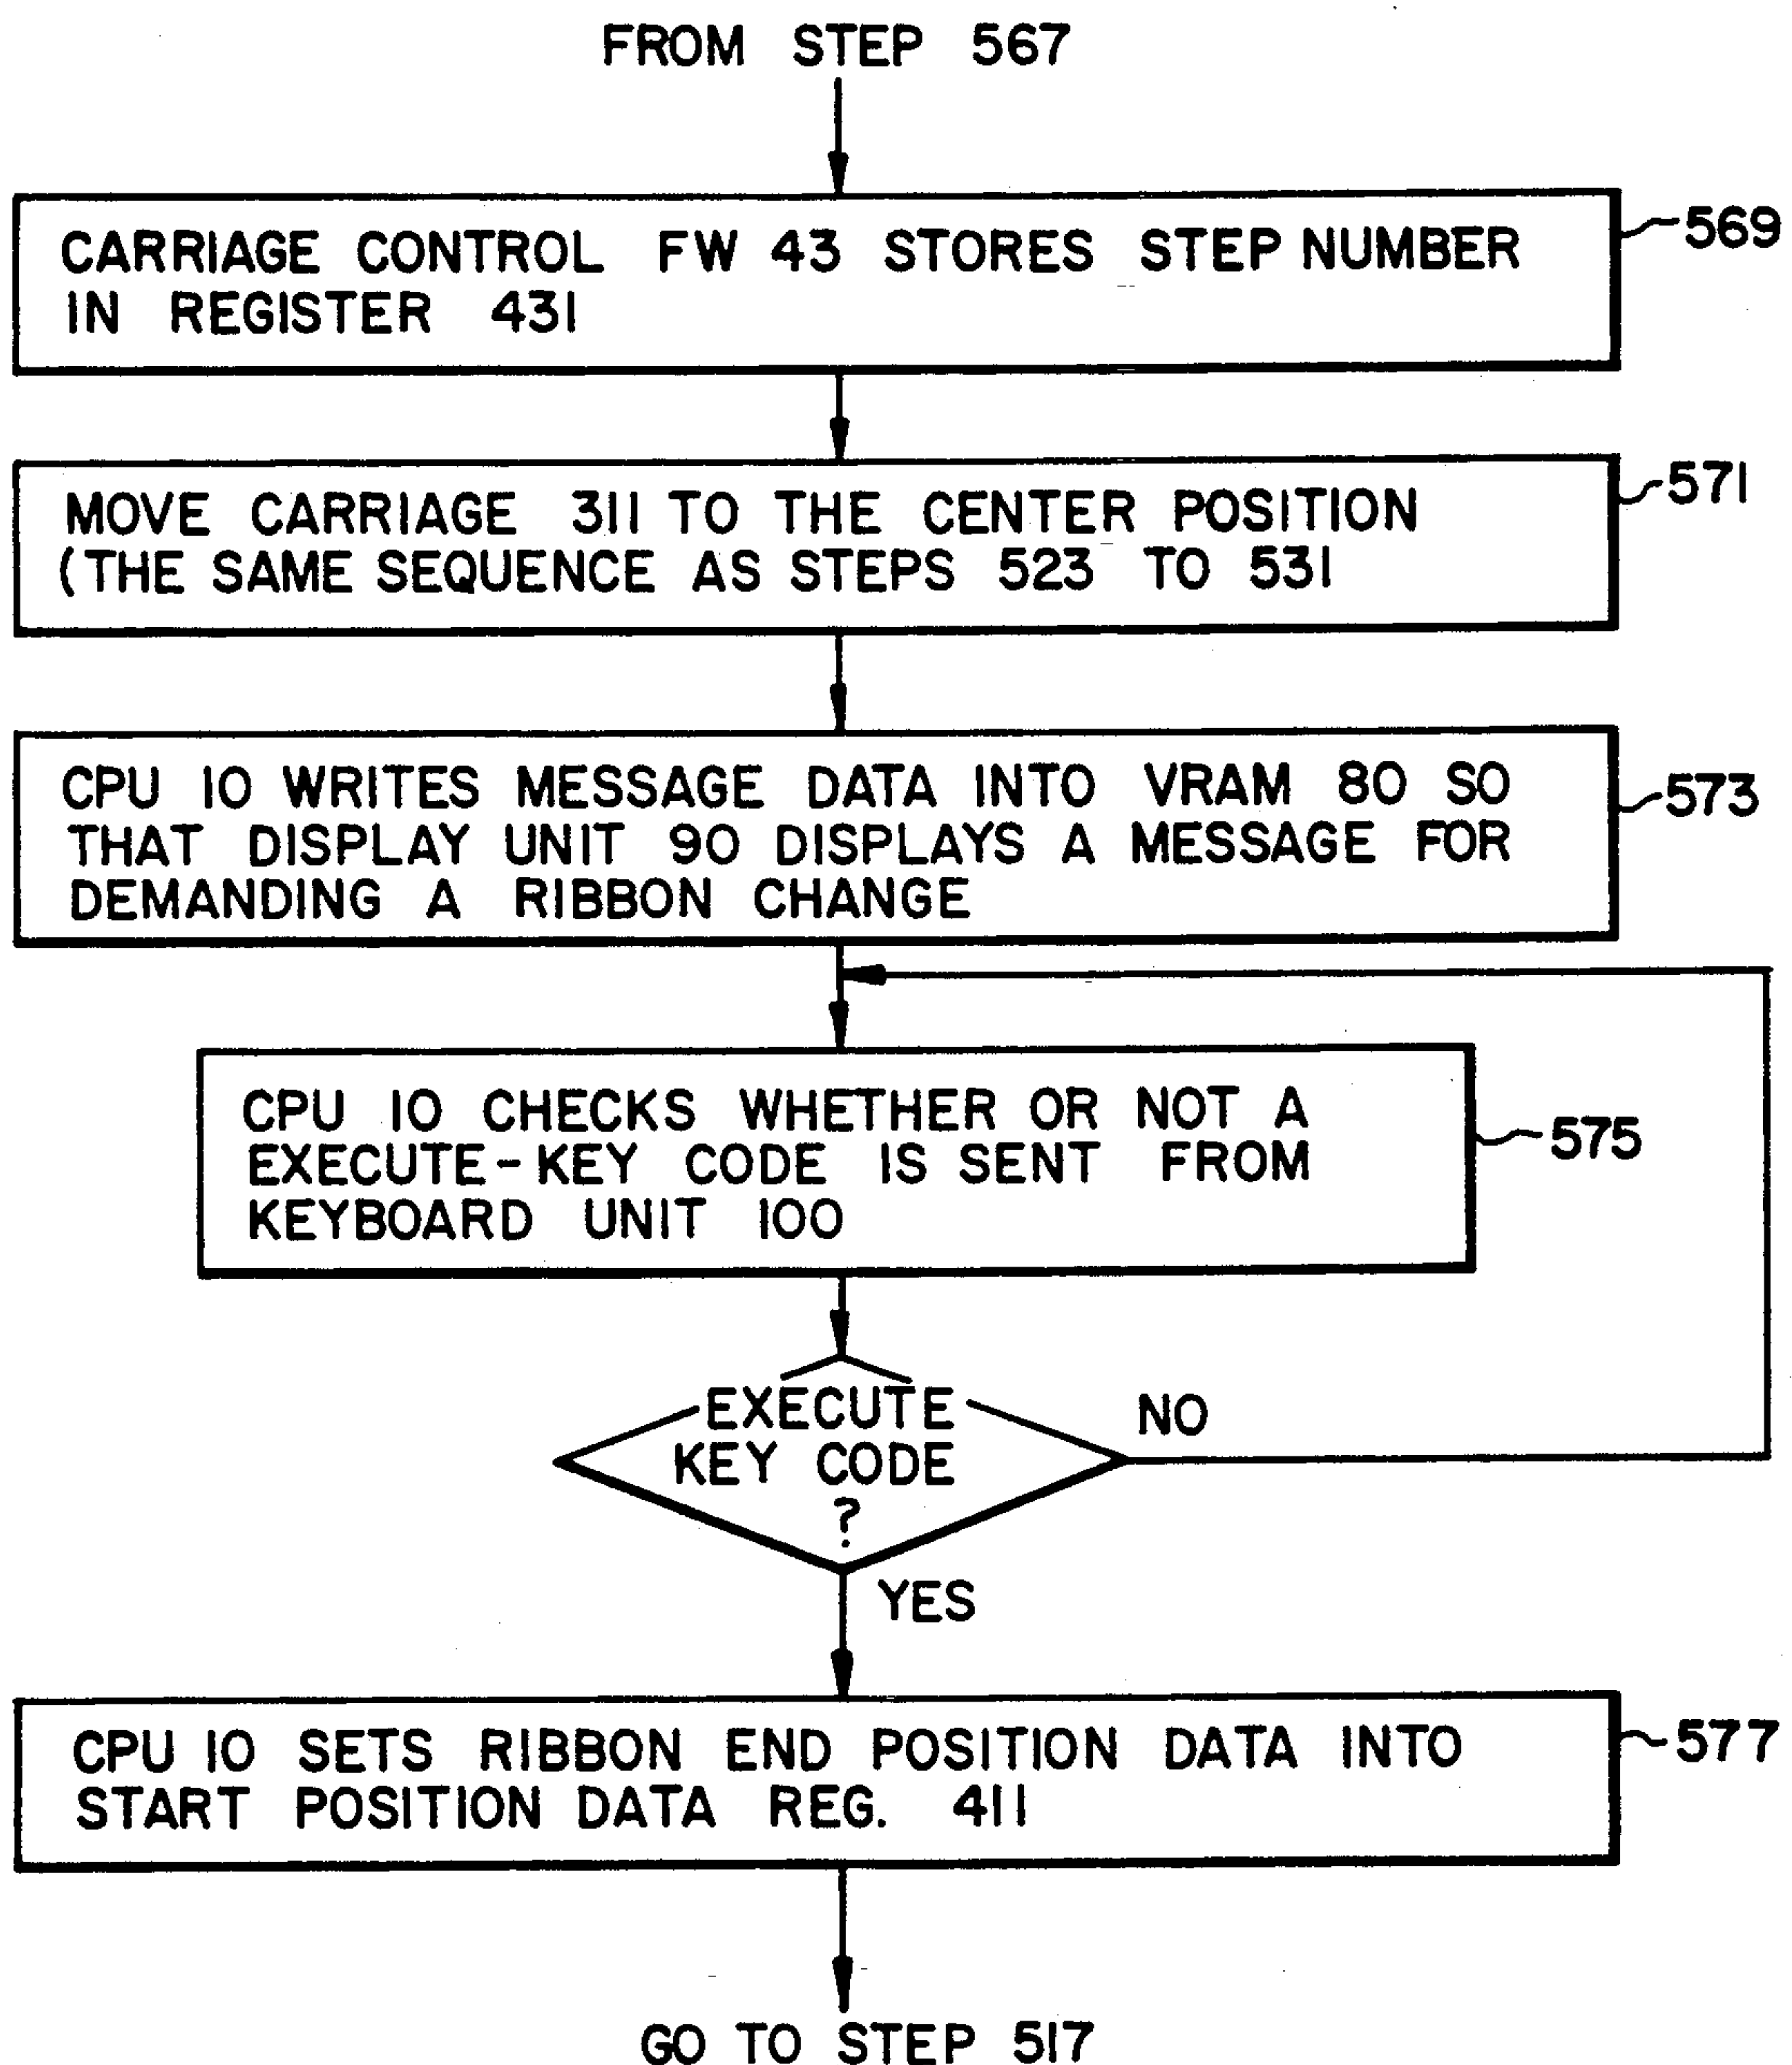 FROM STEP 567
CARRIAGE CONTROL FW 43 STORES STEP NUMBER
IN REGISTER 431
569
MOVE CARRIAGE 311 TO THE CENTER POSITION
(THE SAME SEQUENCE AS STEPS 523 TO 531
571
CPU 10 WRITES MESSAGE DATA INTO VRAM 80 SO
THAT DISPLAY UNIT 90 DISPLAYS A MESSAGE FOR
DEMANDING A RIBBON CHANGE
573
CPU 10 CHECKS WHETHER OR NOT A
EXECUTE-KEY CODE IS SENT FROM
KEYBOARD UNIT 100
575
EXECUTE
KEY CODE
?
NO
YES
CPU 10 SETS RIBBON END POSITION DATA INTO
START POSITION DATA REG. 411
577
GO TO STEP 517